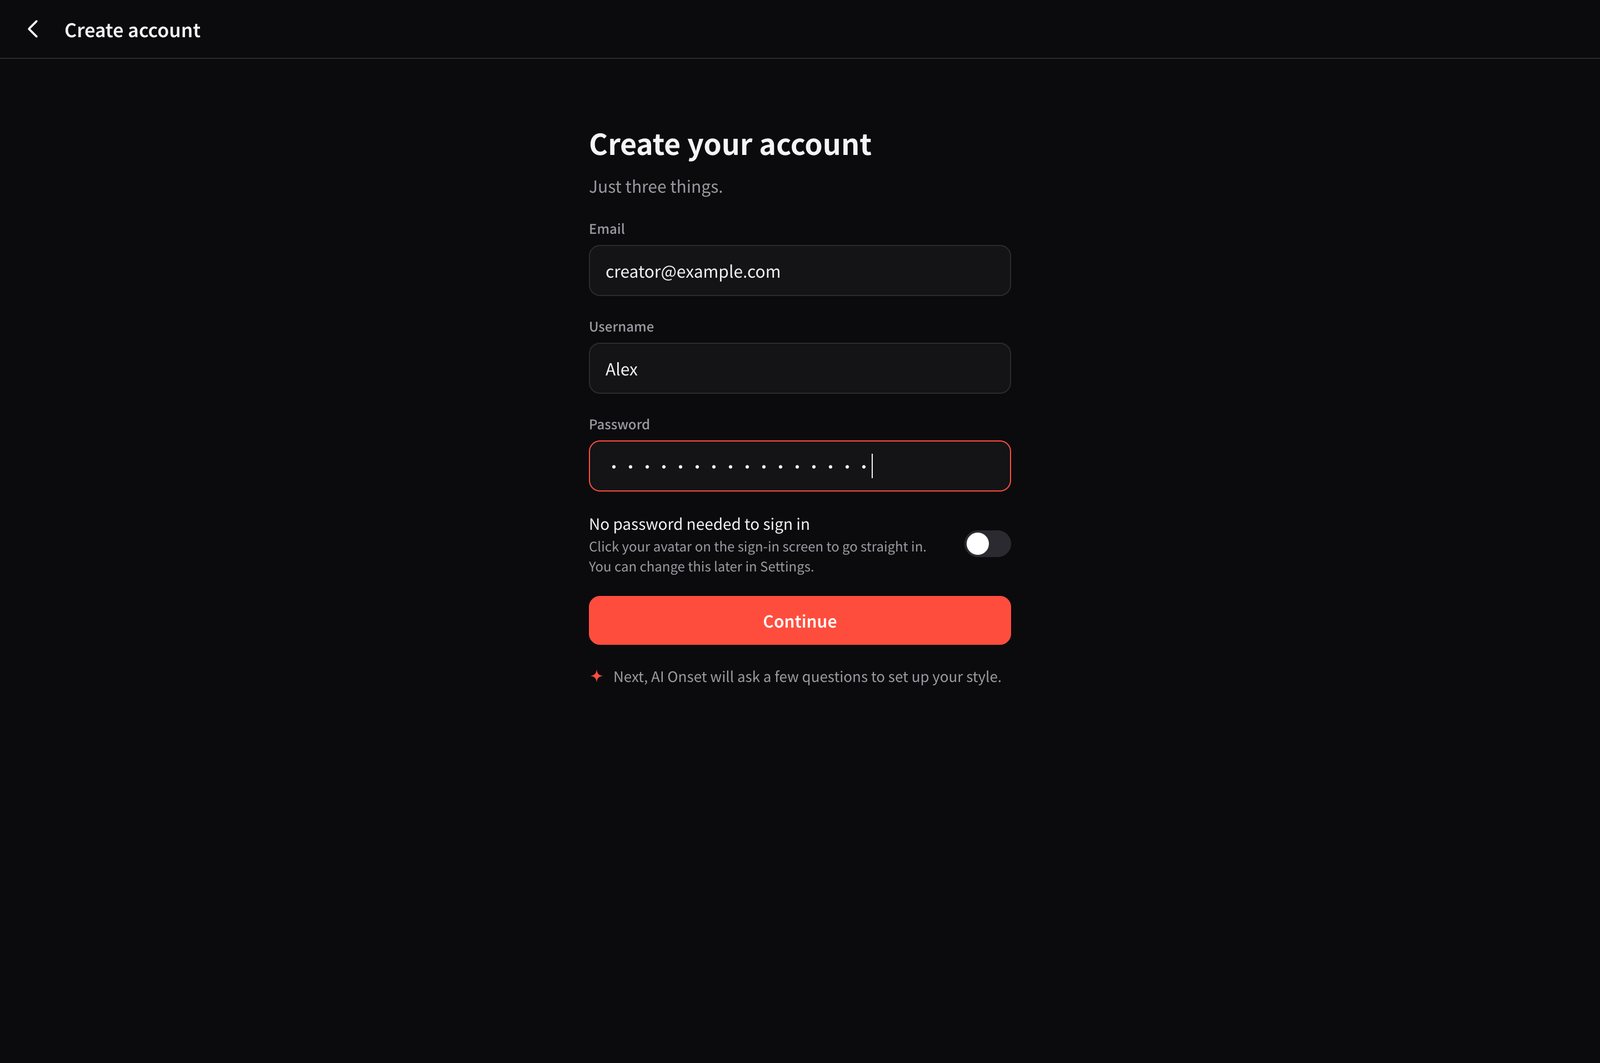 Create account
Create your account
Just three things.
Email
creator@example.com
Username
Alex
Password
••••••••••••••••
No password needed to sign in
Click your avatar on the sign-in screen to go straight in.
You can change this later in Settings.
Continue
Next, AI Onset will ask a few questions to set up your style.